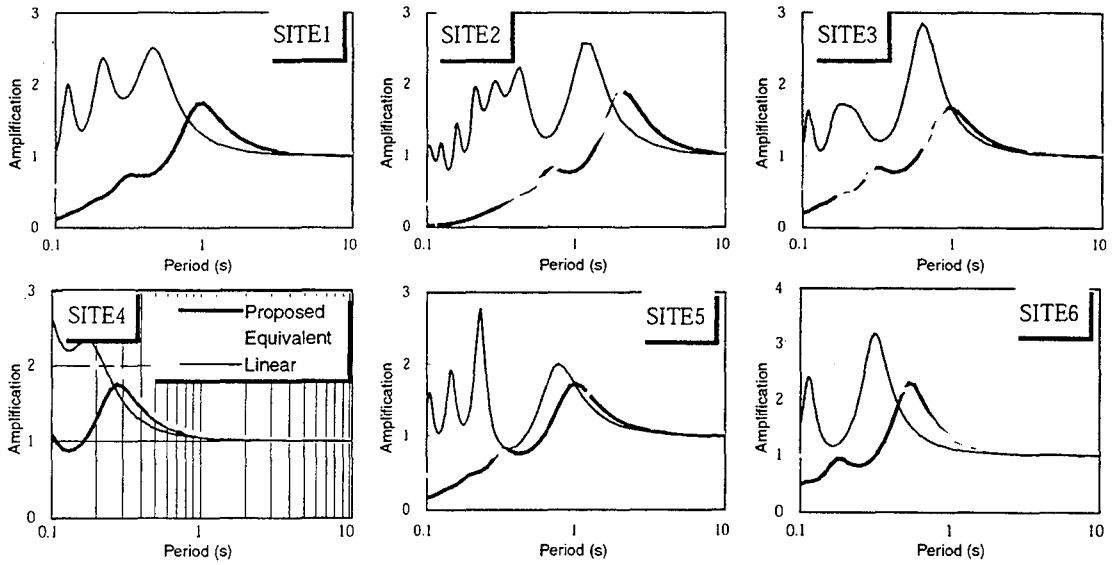 SITE1
3
2
1
0
Amplification
0.1 1 10
Period (s)
SITE2
3
2
1
0
Amplification
0.1 1 10
Period (s)
SITE3
3
2
1
0
Amplification
0.1 1 10
Period (s)
SITE4
3
2
1
0
Amplification
Proposed
Equivalent
Linear
0.1 1 10
Period (s)
SITE5
3
2
1
0
Amplification
0.1 1 10
Period (s)
SITE6
4
3
2
1
0
Amplification
0.1 1 10
Period (s)